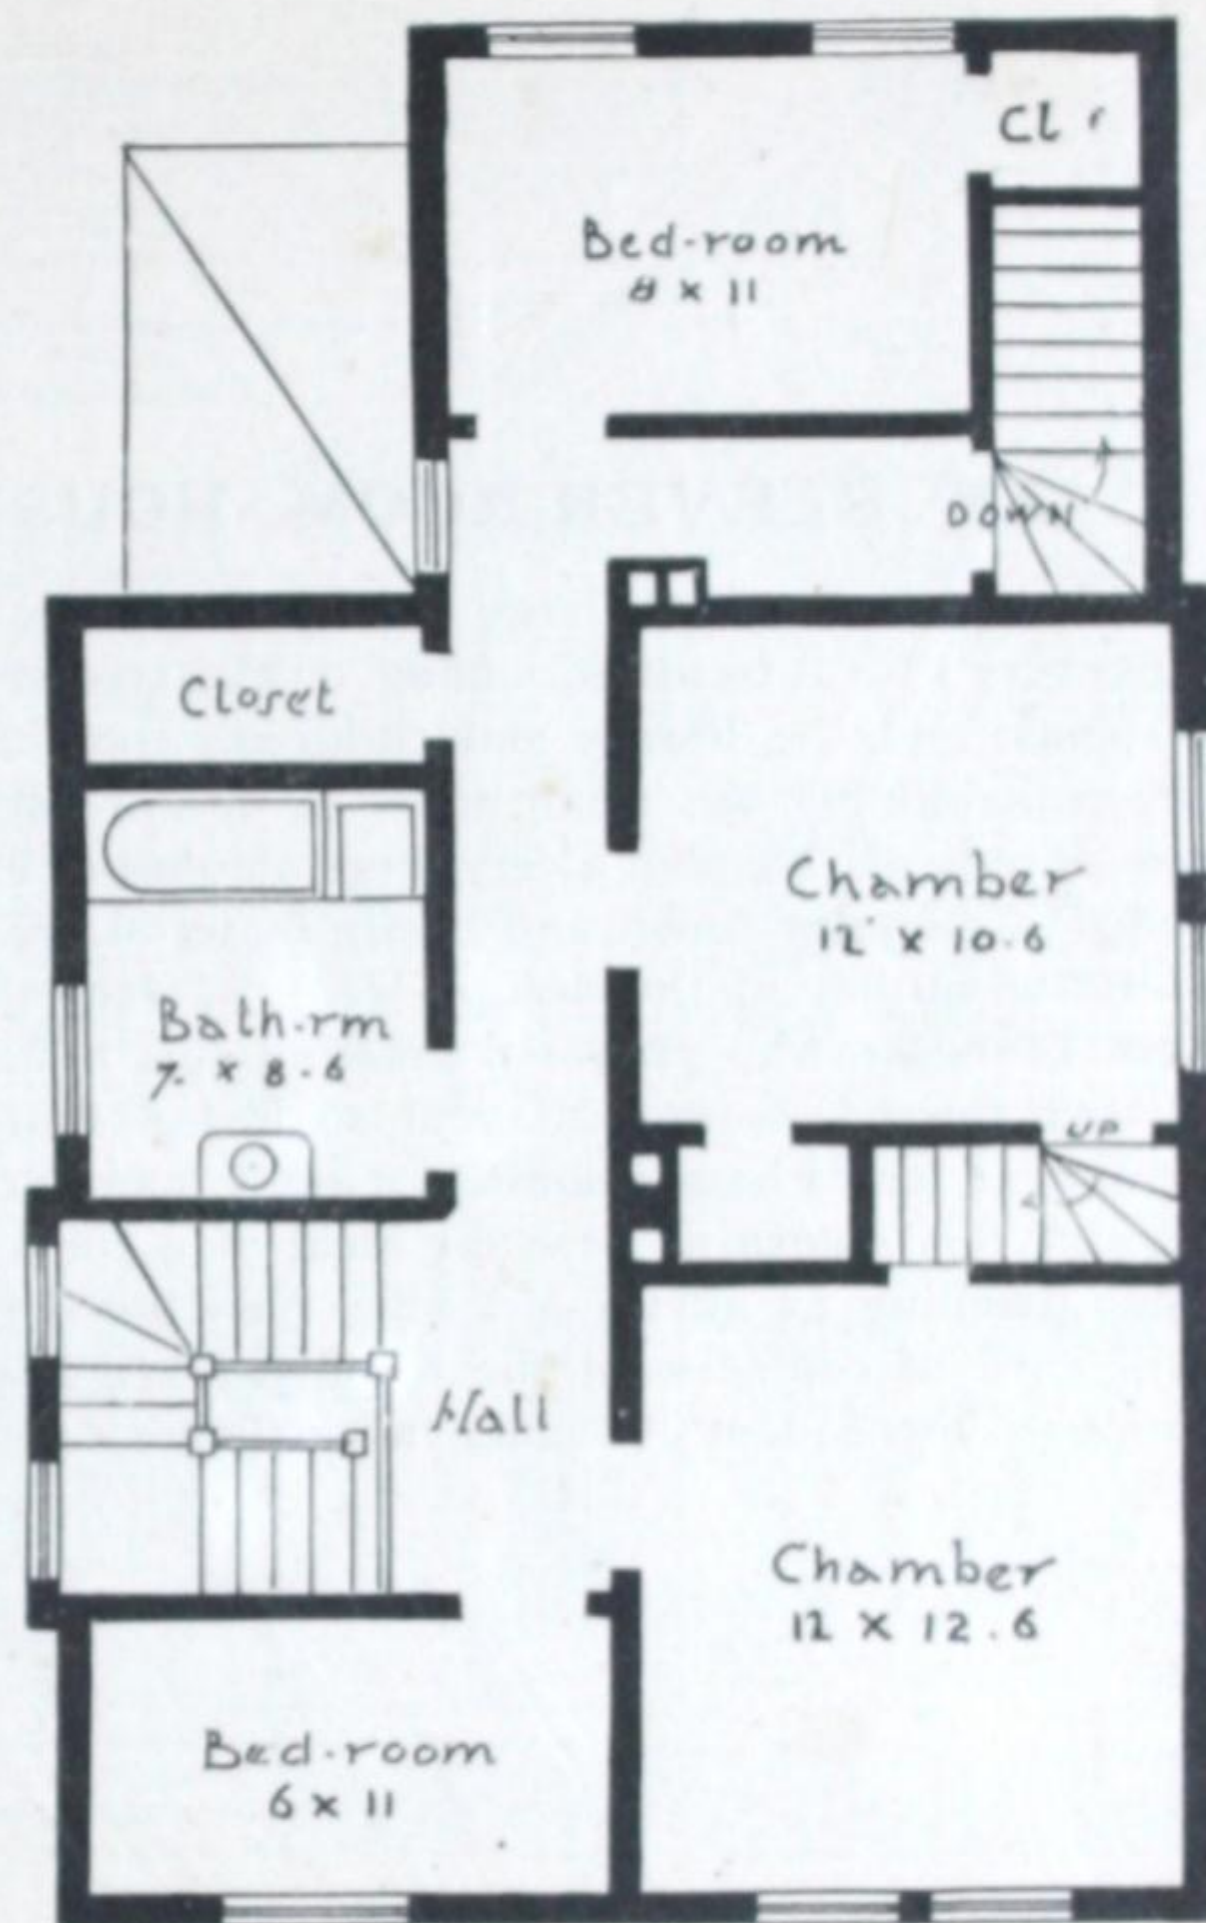 Cl
Bed-room
8 x 11
DOWN
Closet
Chamber
12' x 10.6
Bath-rm
7- x 8-6
UP
Hall
Chamber
12 x 12.6
Bed-room
6 x 11